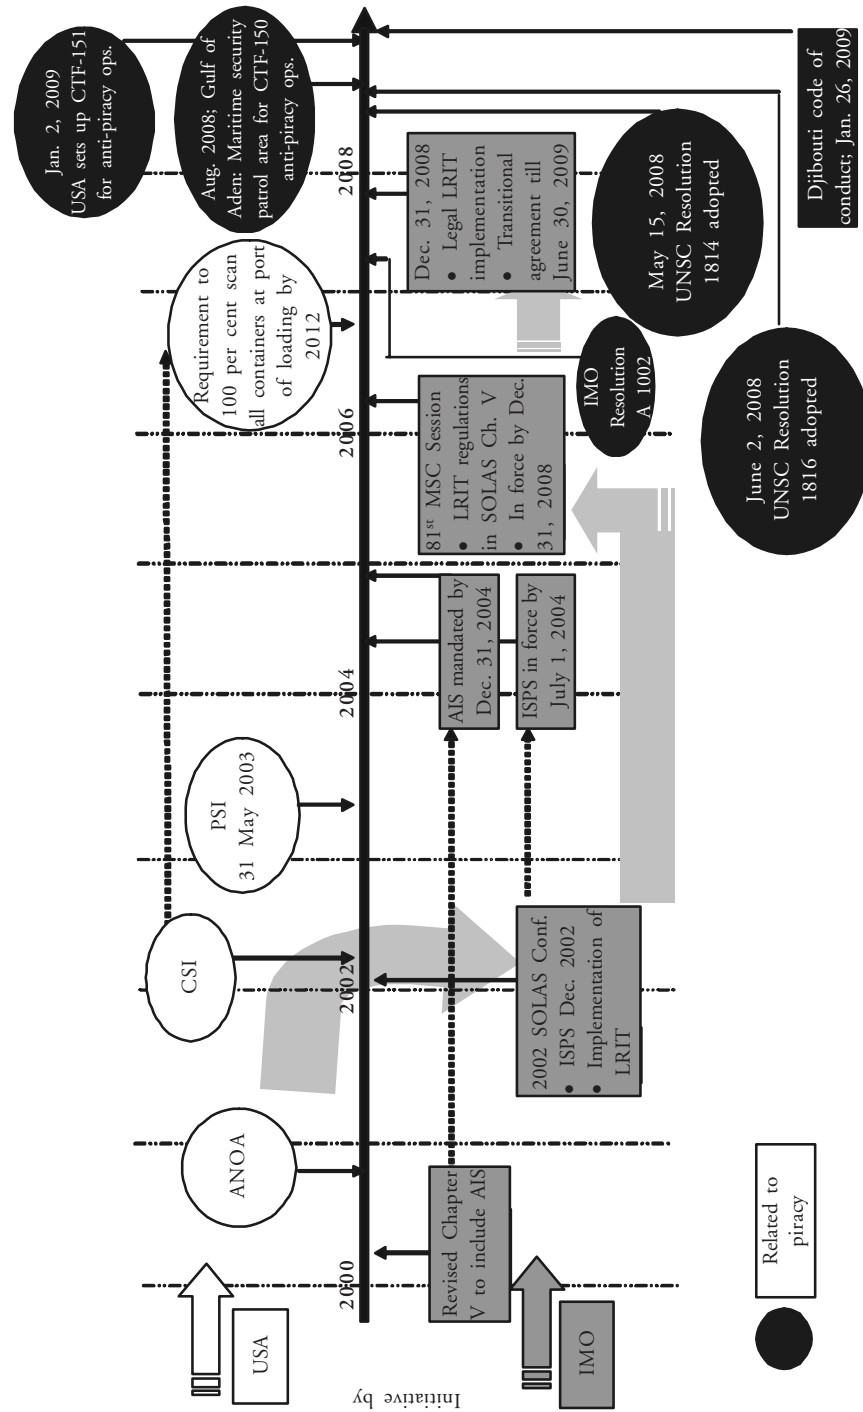 Jan. 2, 2009
USA sets up CTF-151
for anti-piracy ops.
Aug. 2008; Gulf of
Aden: Maritime security
patrol area for CTF-150
anti-piracy ops.
Requirement to
100 per cent scan
all containers at port
of loading by
2012
PSI
31 May 2003
CSI
ANOA
USA
2000
2002
2004
2006
2008
Revised Chapter
V to include AIS
2002 SOLAS Conf.
• ISPS Dec. 2002
• Implementation of
LRIT
AIS mandated by
Dec. 31, 2004
ISPS in force by
July 1, 2004
81st MSC Session
• LRIT regulations
in SOLAS Ch. V
• In force by Dec.
31, 2008
Dec. 31, 2008
• Legal LRIT
implementation
• Transitional
agreement till
June 30, 2009
IMO
Resolution
A 1002
May 15, 2008
UNSC Resolution
1814 adopted
June 2, 2008
UNSC Resolution
1816 adopted
Djibouti code of
conduct; Jan. 26, 2009
IMO
Initiative by
Related to
piracy